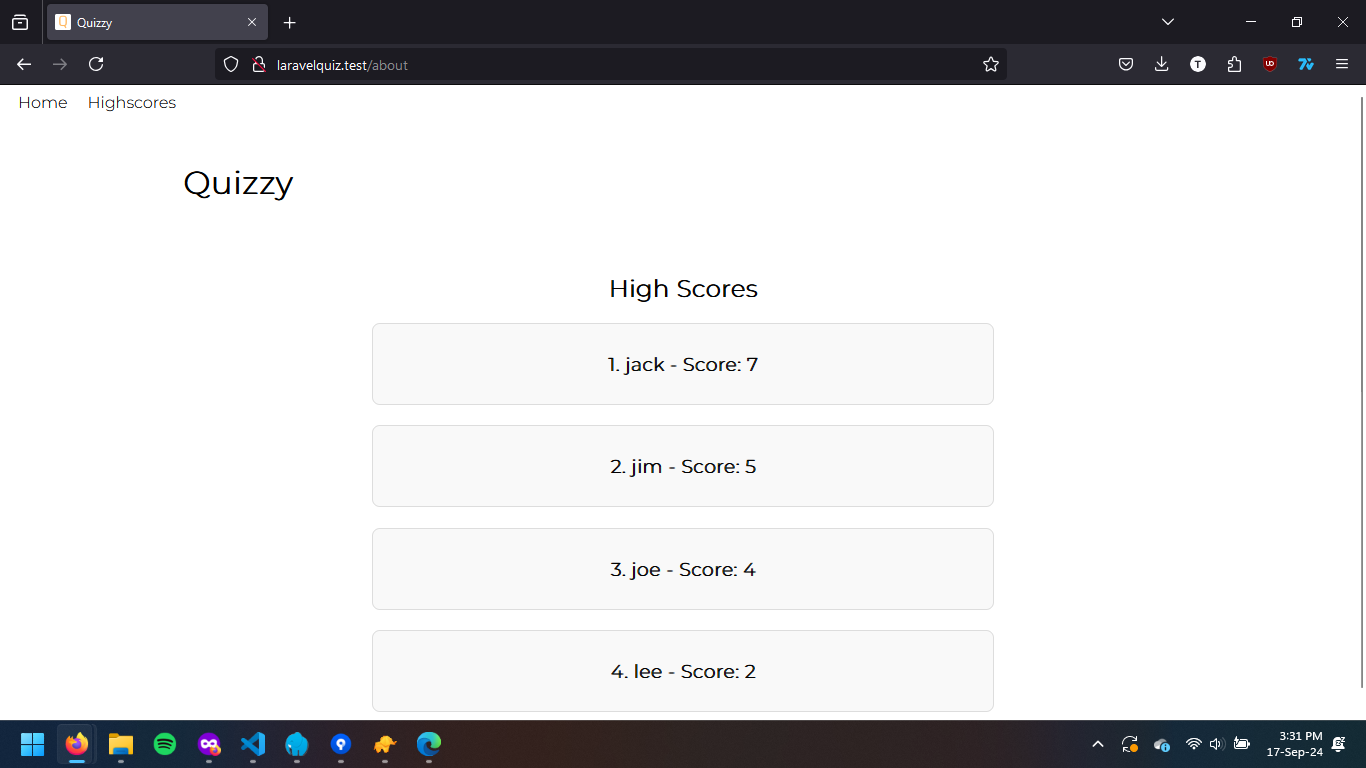 Quizzy
laravelquiz.test/about
Home Highscores
Quizzy
High Scores
1. jack - Score: 7
2. jim - Score: 5
3. joe - Score: 4
4. lee - Score: 2
3:31 PM
17-Sep-24